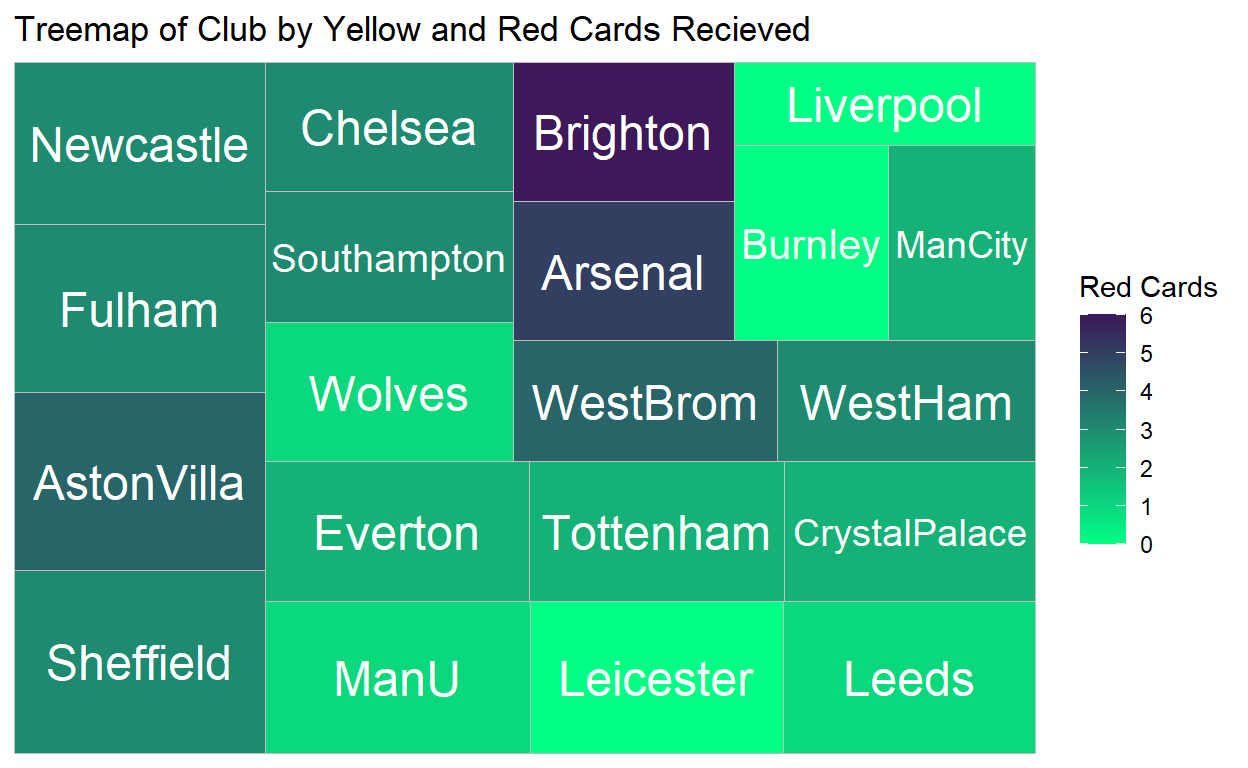 Treemap of Club by Yellow and Red Cards Recieved
Newcastle
Fulham
AstonVilla
Sheffield
Chelsea
Southampton
Wolves
Everton
ManU
Brighton
Arsenal
WestBrom
Tottenham
Leicester
Liverpool
Burnley
ManCity
WestHam
CrystalPalace
Leeds
Red Cards
6
5
4
3
2
1
0